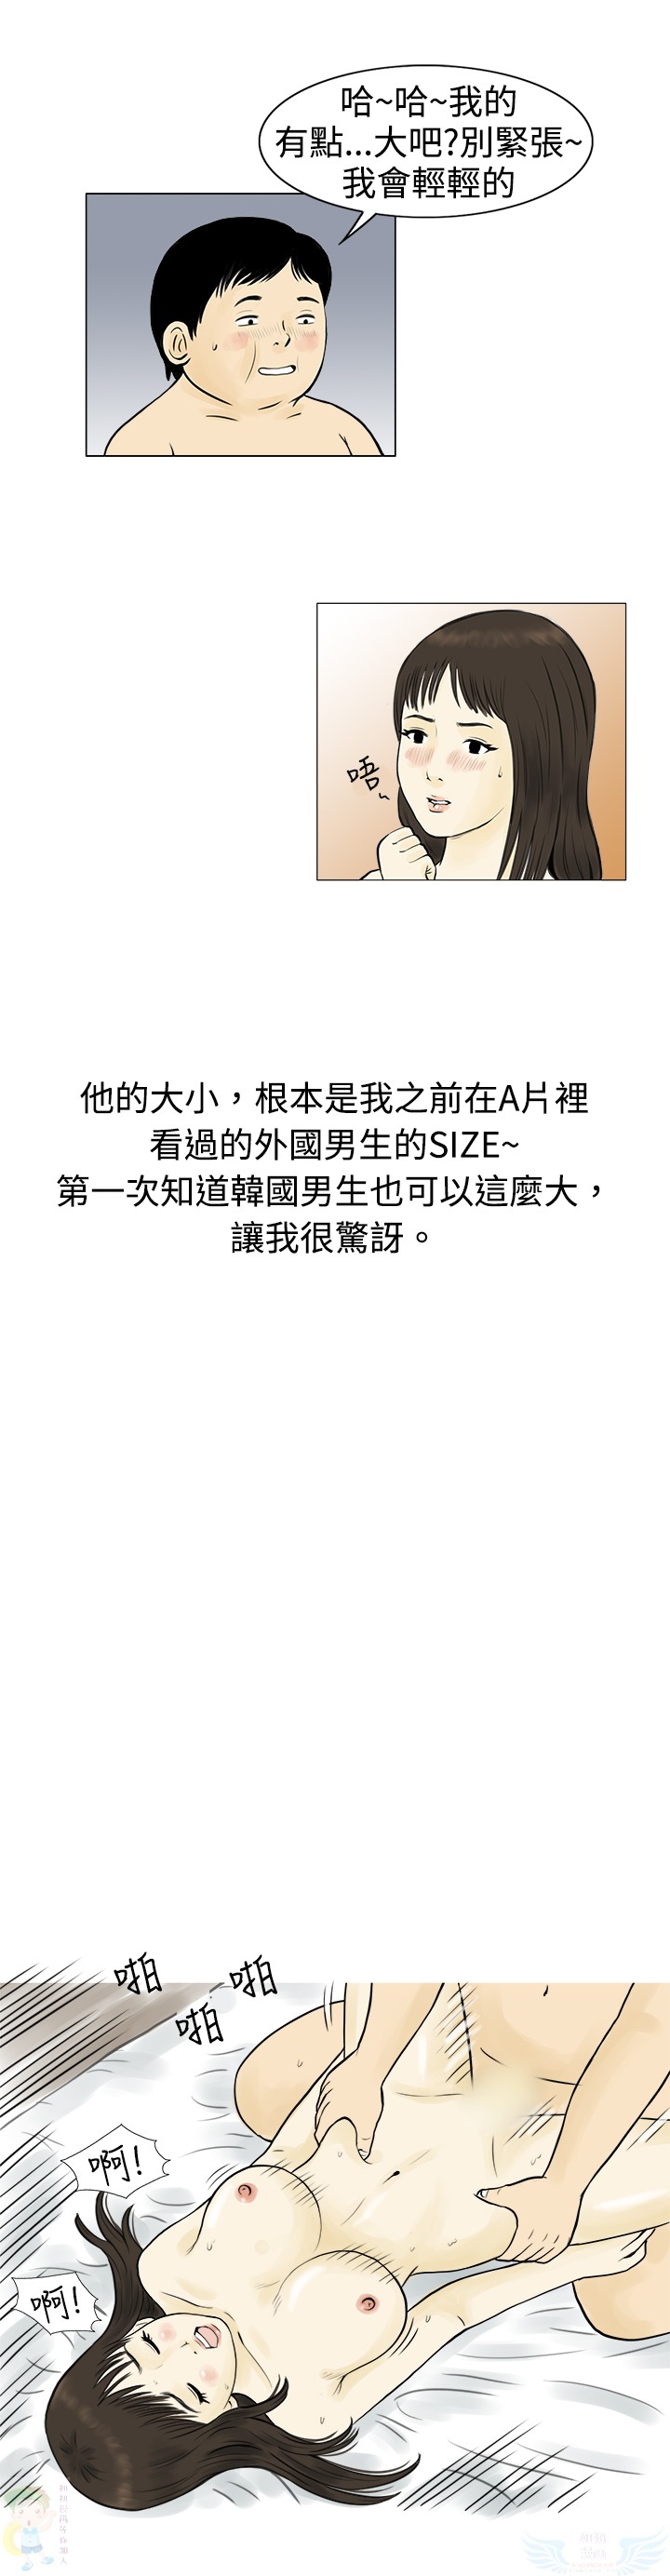 哈~哈~我的
有點...大吧?別緊張~
我會輕輕的
唔~
他的大小，根本是我之前在A片裡
看過的外國男生的SIZE~
第一次知道韓國男生也可以這麼大，
讓我很驚訝。
啪
啪
啪
啊!
啊!